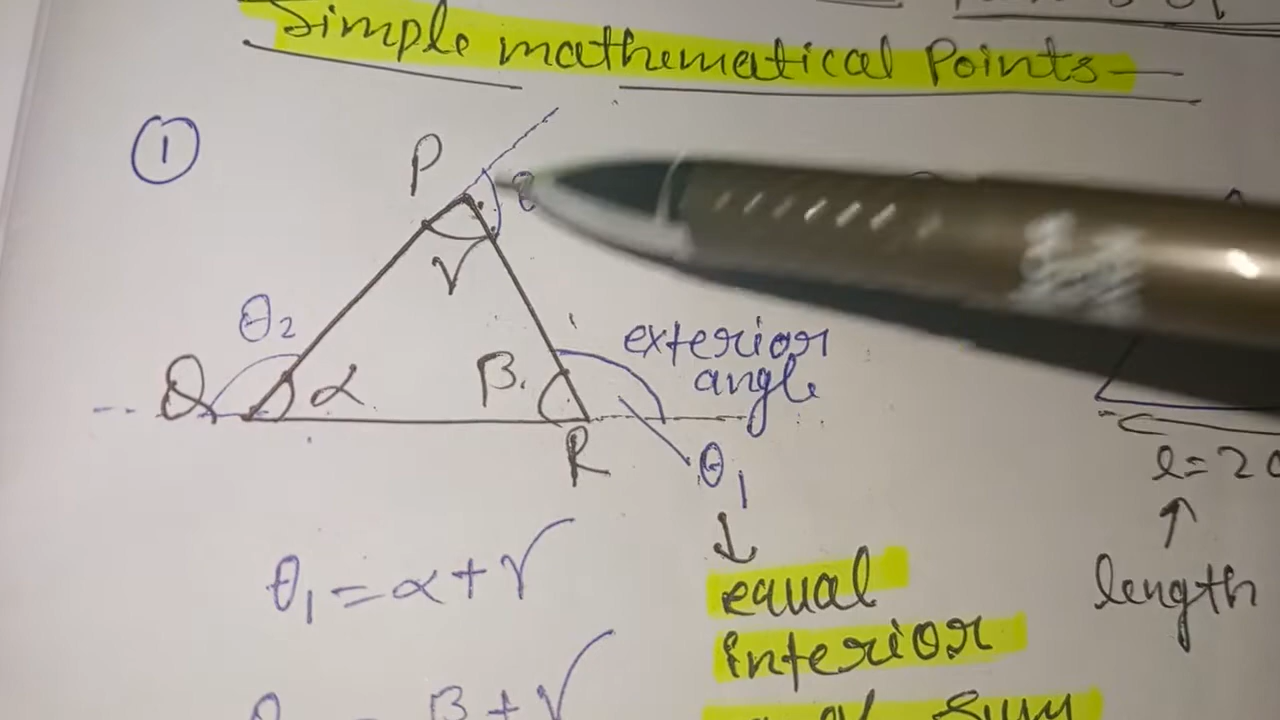 Simple mathematical Points
①
P
γ
θ2
Q
α
β
R
exterior
angle
θ1
↓
θ1 = α + γ
β + γ
equal
interior
l = 2
↑
length